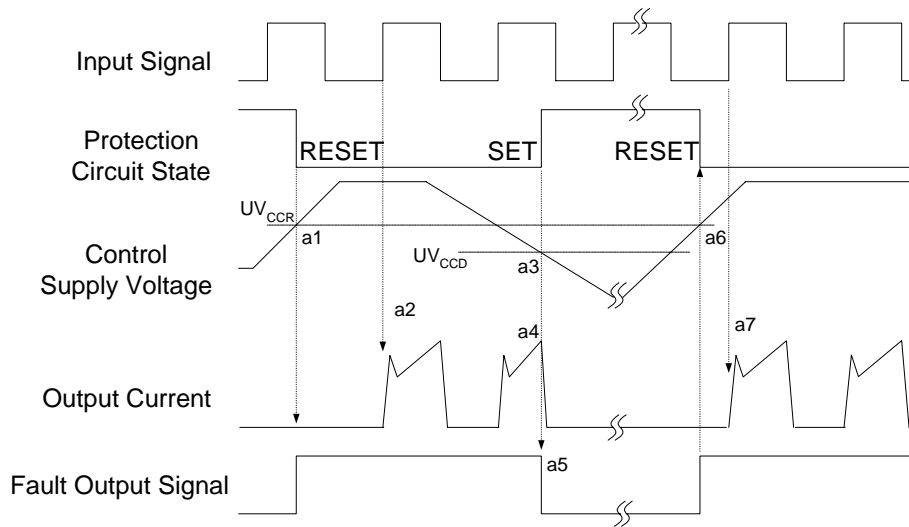 Input Signal
Protection
Circuit State
RESET
SET
RESET
UVCCR
a1
a6
Control
Supply Voltage
UVCCD
a3
a2
a4
a7
Output Current
a5
Fault Output Signal